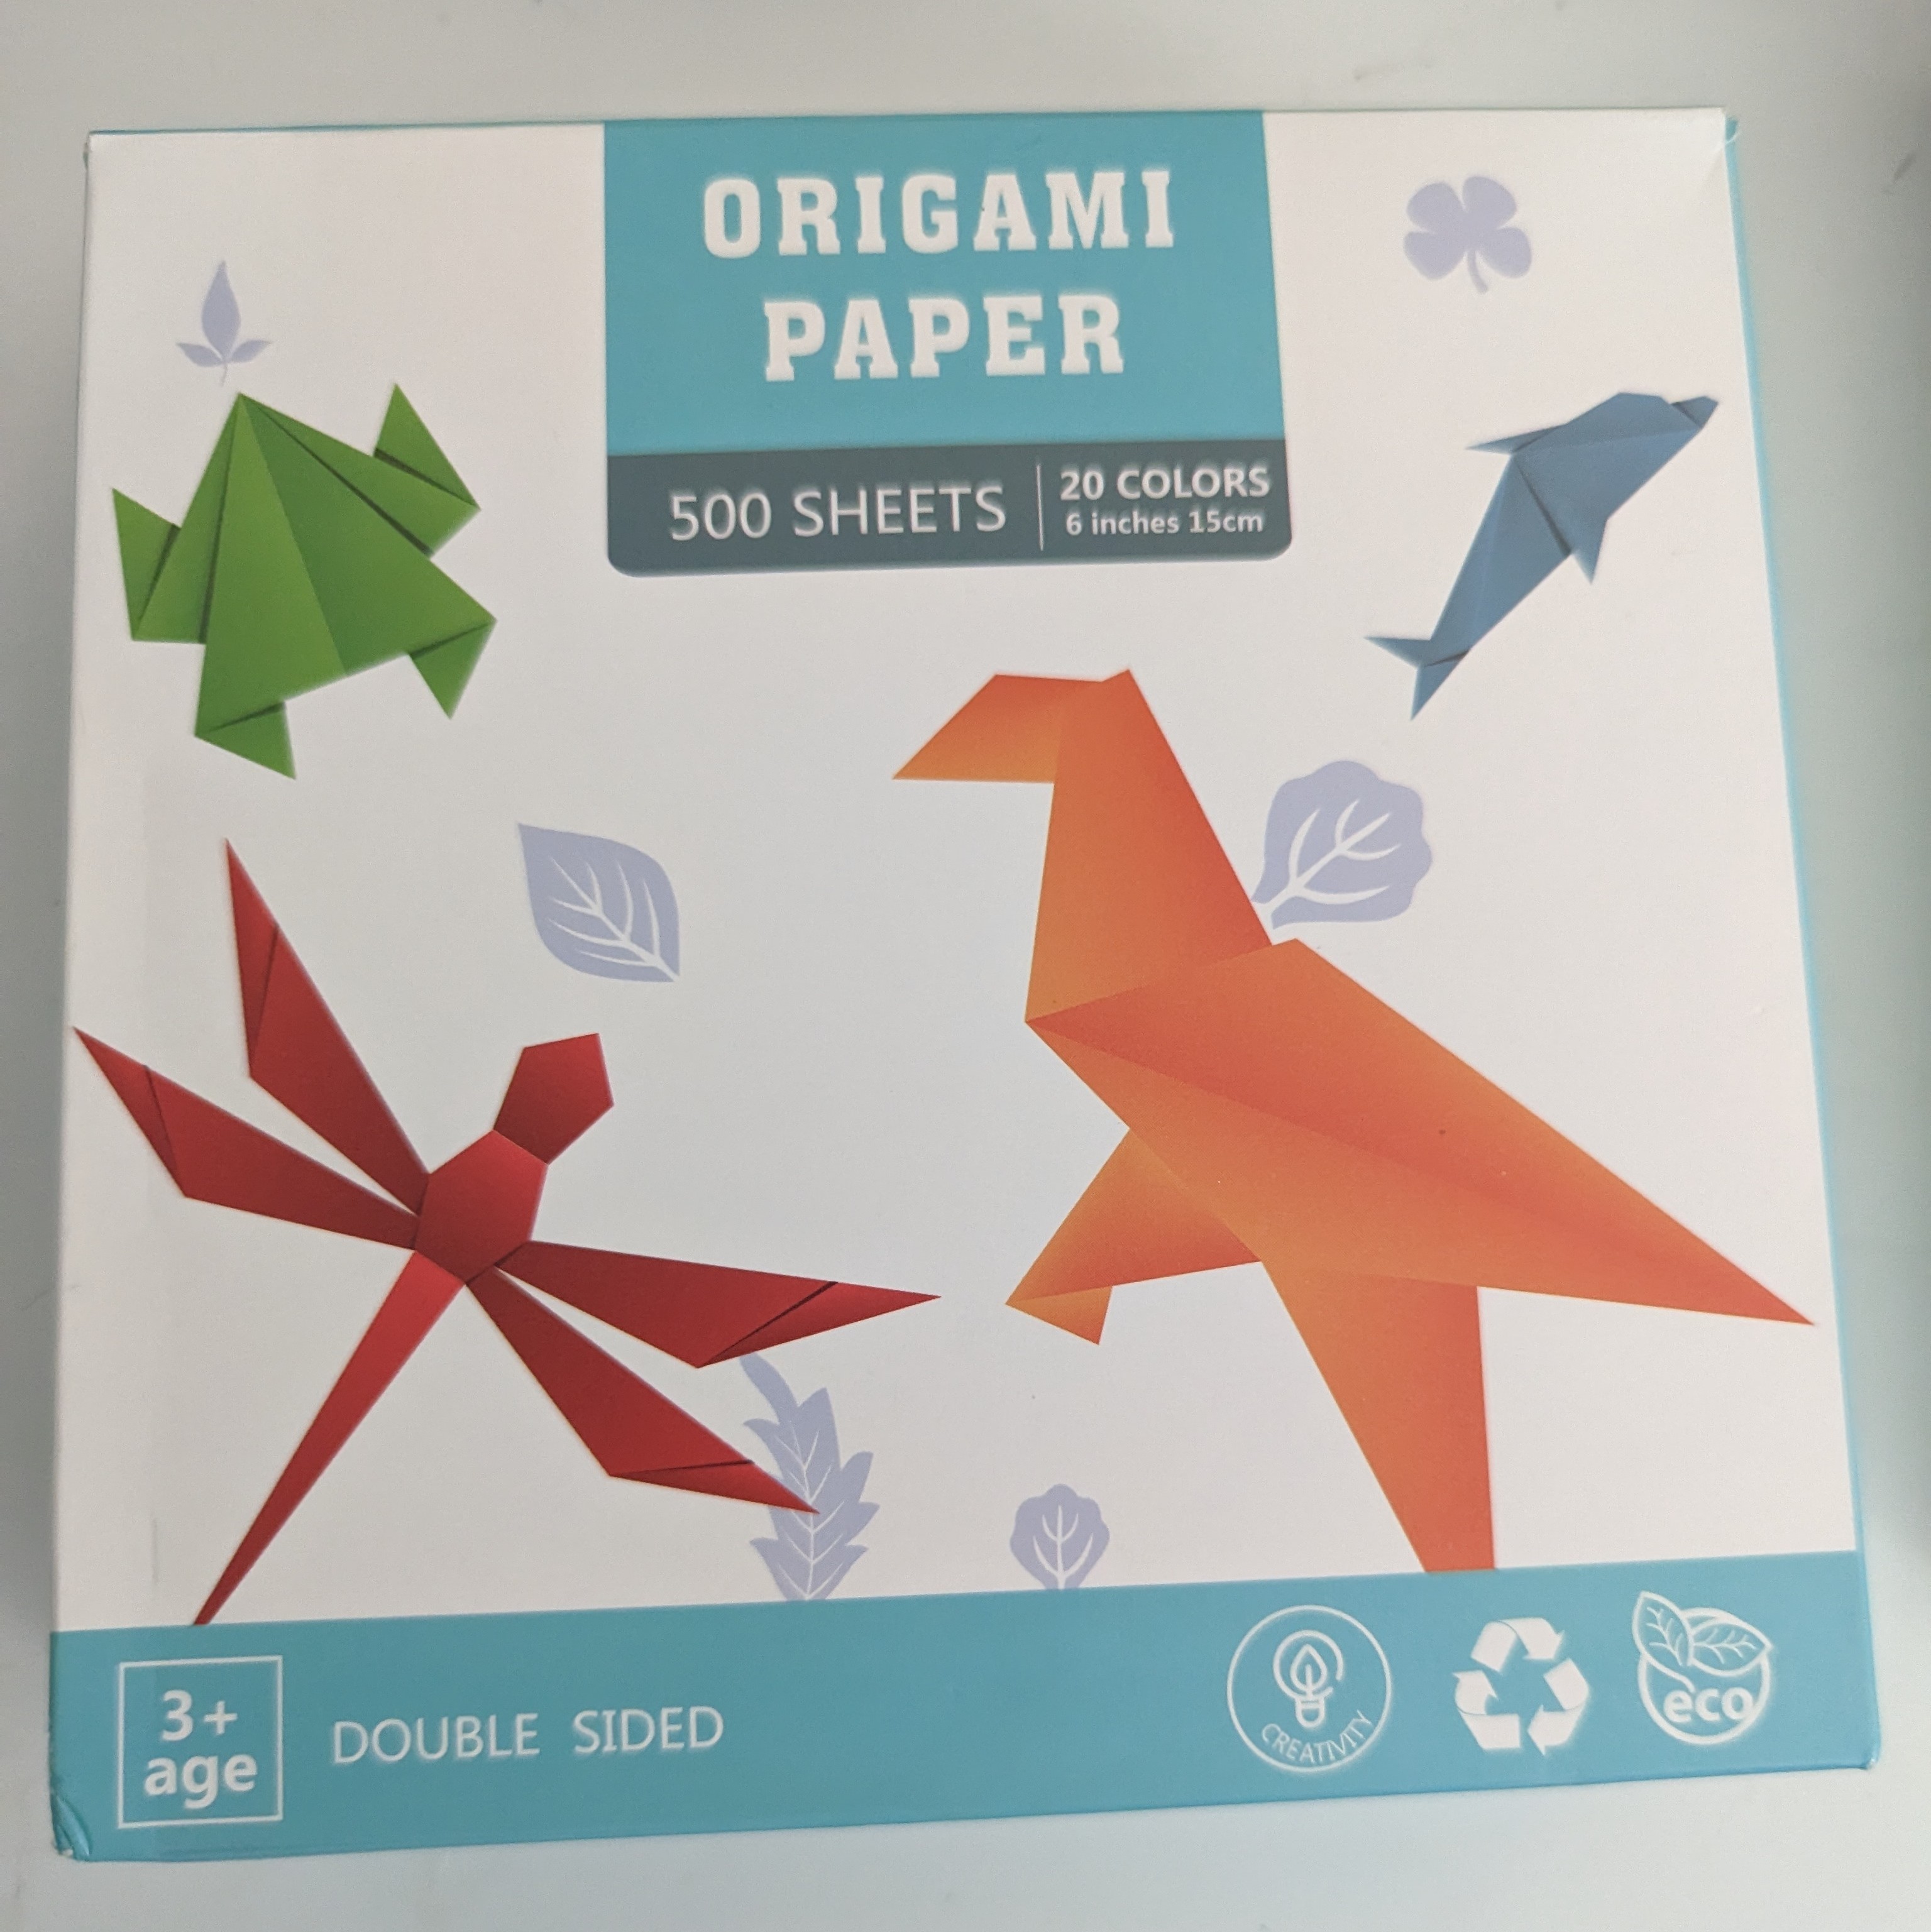 ORIGAMI
PAPER
500 SHEETS
20 COLORS
6 inches 15cm
3+
age
DOUBLE SIDED
CREATIVITY
eco